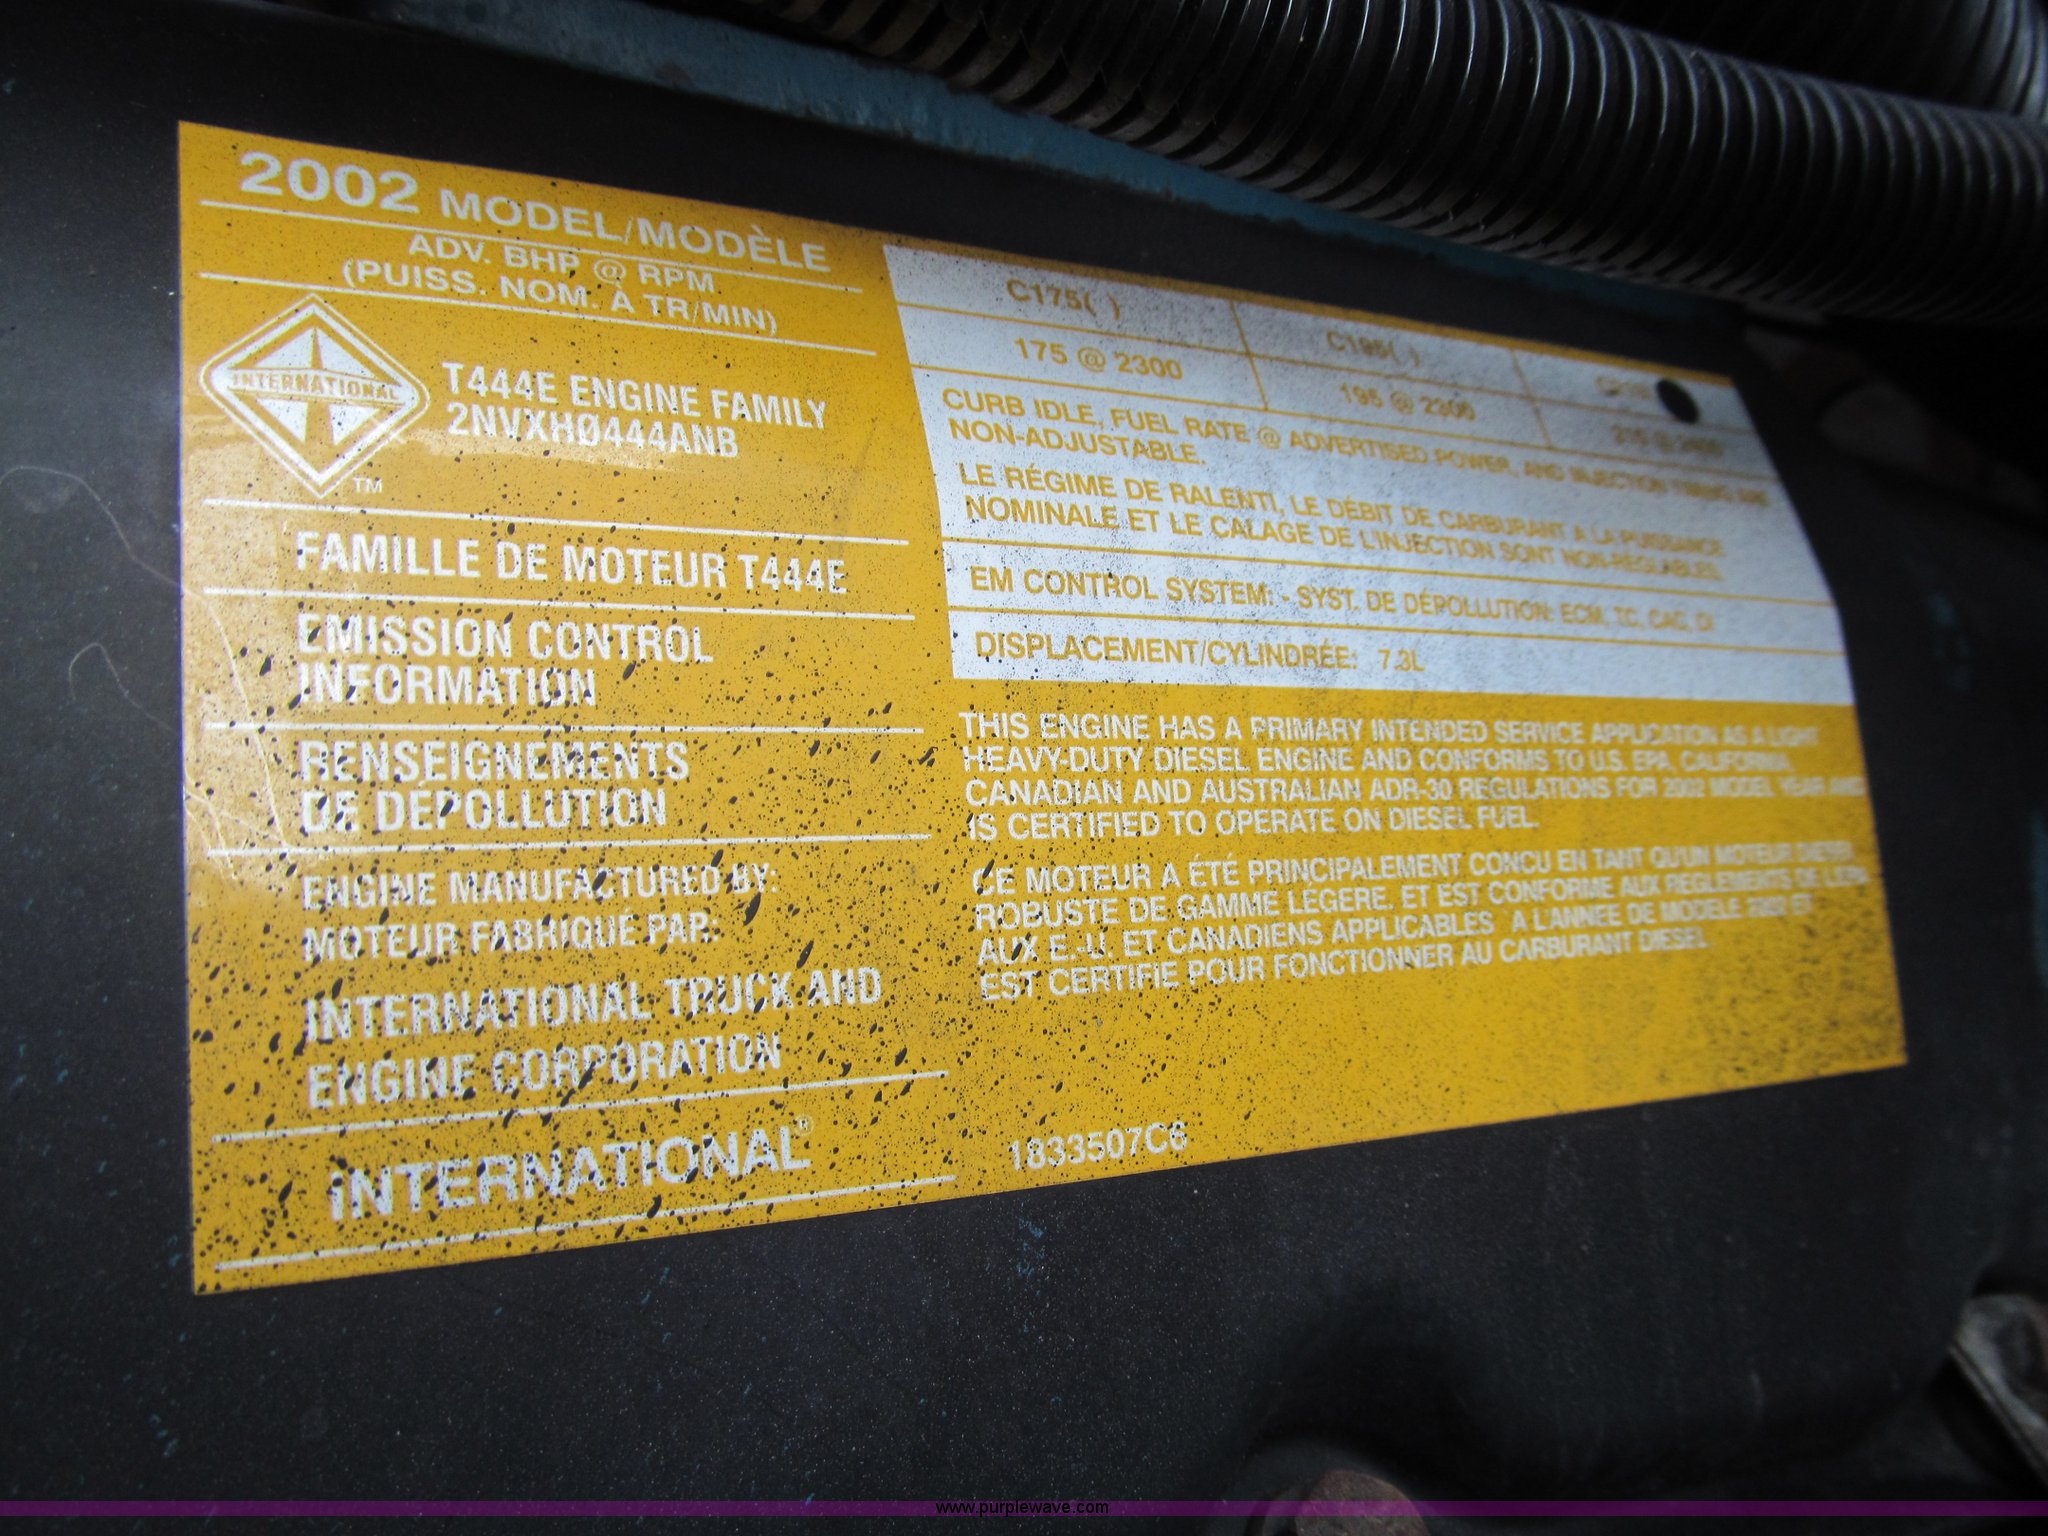 2002 MODEL/MODÈLE
ADV. BHP @ RPM
(PUISS. NOM. À TR/MIN)
INTERNATIONAL
TM
T444E ENGINE FAMILY
2NVXHØ444ANB
FAMILLE DE MOTEUR T444E
EMISSION CONTROL
INFORMATION
RENSEIGNEMENTS
DE DÉPOLLUTION
ENGINE MANUFACTURED BY:
MOTEUR FABRIQUÉ PAR:
INTERNATIONAL TRUCK AND
ENGINE CORPORATION
INTERNATIONAL®
C175( ) C195( )
175 @ 2300 195 @ 2300
CURB IDLE, FUEL RATE @ ADVERTISED POWER, AND INJECTION TIMING ARE
NON-ADJUSTABLE.
LE RÉGIME DE RALENTI, LE DÉBIT DE CARBURANT A LA PUISSANCE
NOMINALE ET LE CALAGE DE L'INJECTION SONT NON-REGLABLES
EM CONTROL SYSTEM: - SYST. DE DÉPOLLUTION: ECM, TC, CAC, DI
DISPLACEMENT/CYLINDRÉE: 7.3L
THIS ENGINE HAS A PRIMARY INTENDED SERVICE APPLICATION AS A LIGHT
HEAVY-DUTY DIESEL ENGINE AND CONFORMS TO U.S. EPA, CALIFORNIA,
CANADIAN AND AUSTRALIAN ADR-30 REGULATIONS FOR 2002 MODEL YEAR AND
IS CERTIFIED TO OPERATE ON DIESEL FUEL.
CE MOTEUR A ÉTÉ PRINCIPALEMENT CONCU EN TANT QU'UN MOTEUR DIESEL
ROBUSTE DE GAMME LÉGERE, ET EST CONFORME AUX REGLEMENTS DE L'EPA
AUX E.-U. ET CANADIENS APPLICABLES A L'ANNEE DE MODELE 2002 ET
EST CERTIFIE POUR FONCTIONNER AU CARBURANT DIESEL
1833507C6
www.purplewave.com